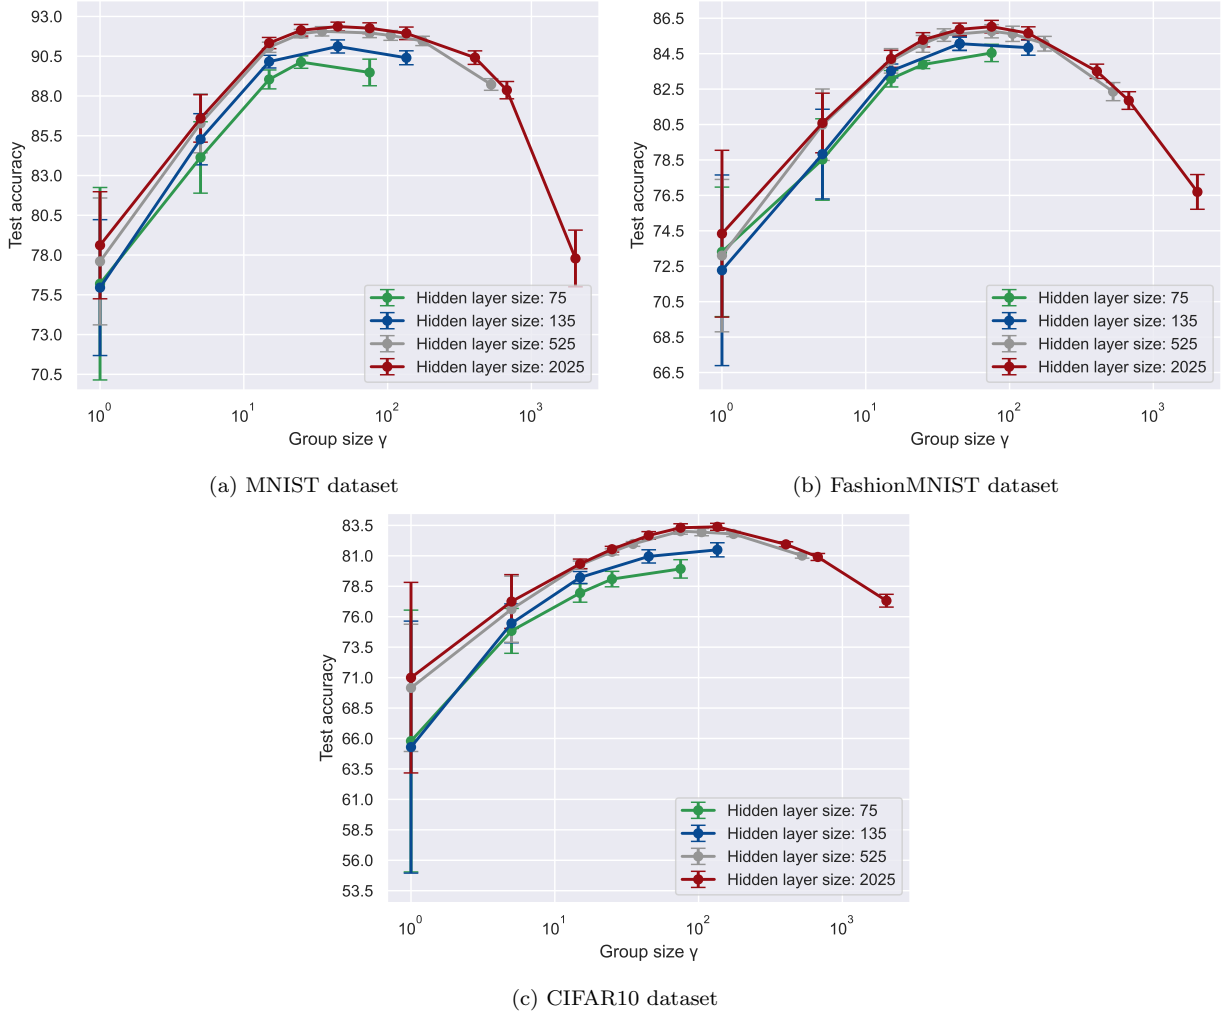 93.0
90.5
88.0
85.5
83.0
80.5
78.0
75.5
73.0
70.5
Test accuracy
10^0
10^1
10^2
10^3
Group size γ
Hidden layer size: 75
Hidden layer size: 135
Hidden layer size: 525
Hidden layer size: 2025
(a) MNIST dataset
86.5
84.5
82.5
80.5
78.5
76.5
74.5
72.5
70.5
68.5
66.5
Test accuracy
10^0
10^1
10^2
10^3
Group size γ
Hidden layer size: 75
Hidden layer size: 135
Hidden layer size: 525
Hidden layer size: 2025
(b) FashionMNIST dataset
83.5
81.0
78.5
76.0
73.5
71.0
68.5
66.0
63.5
61.0
58.5
56.0
53.5
Test accuracy
10^0
10^1
10^2
10^3
Group size γ
Hidden layer size: 75
Hidden layer size: 135
Hidden layer size: 525
Hidden layer size: 2025
(c) CIFAR10 dataset